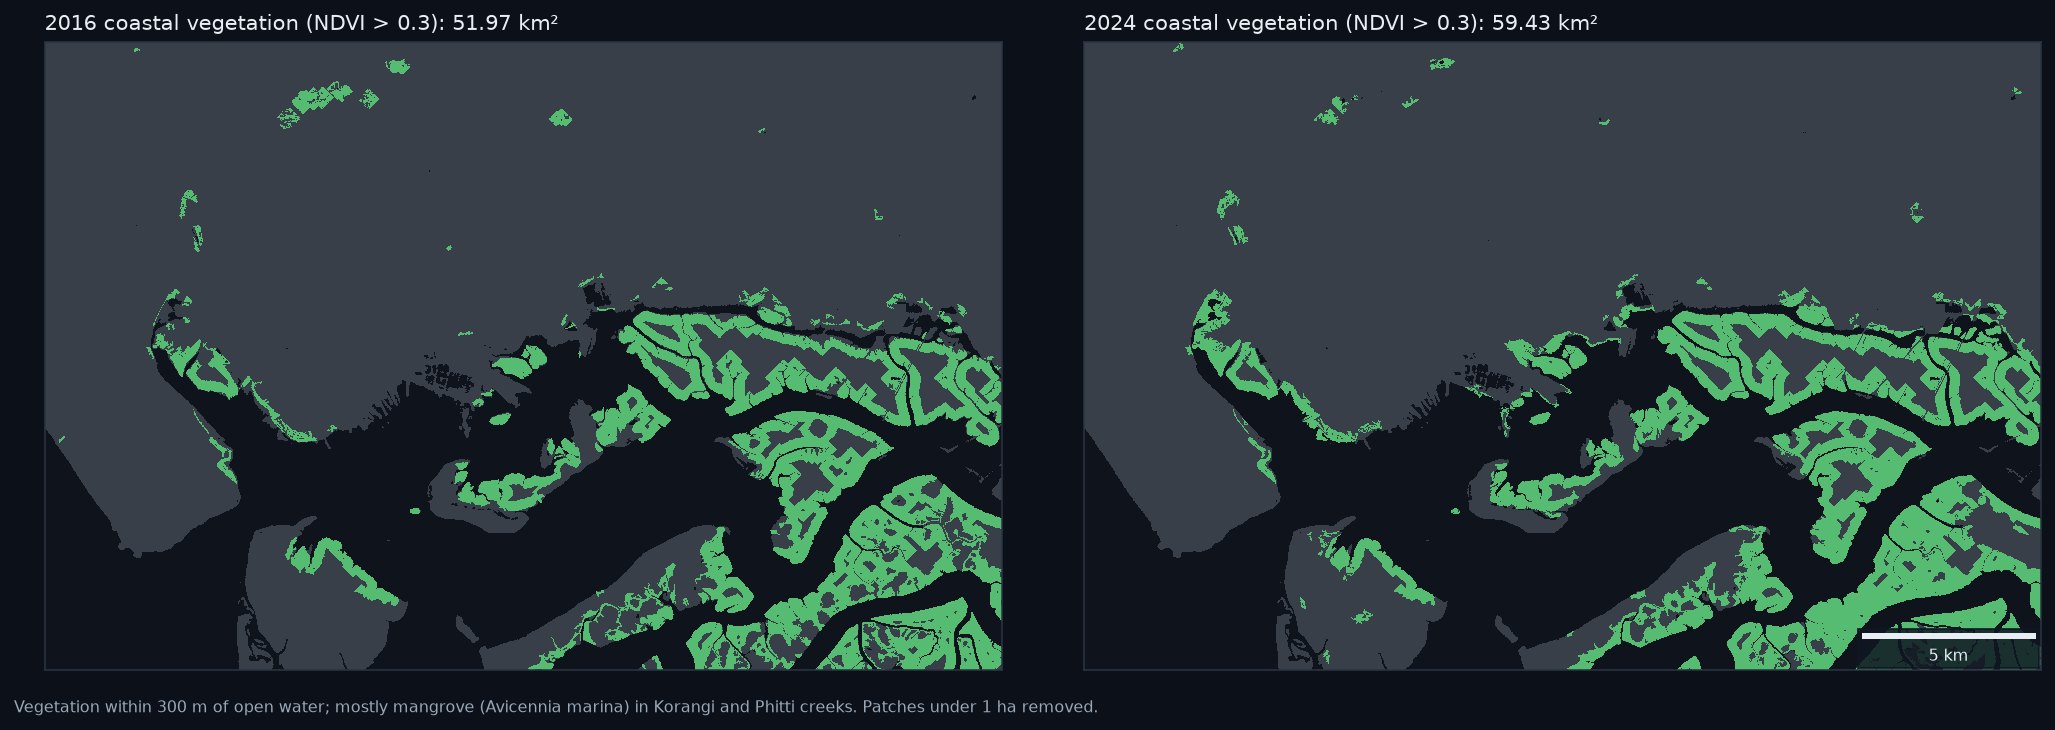 2016 coastal vegetation (NDVI > 0.3): 51.97 km²
2024 coastal vegetation (NDVI > 0.3): 59.43 km²
5 km
Vegetation within 300 m of open water; mostly mangrove (Avicennia marina) in Korangi and Phitti creeks. Patches under 1 ha removed.